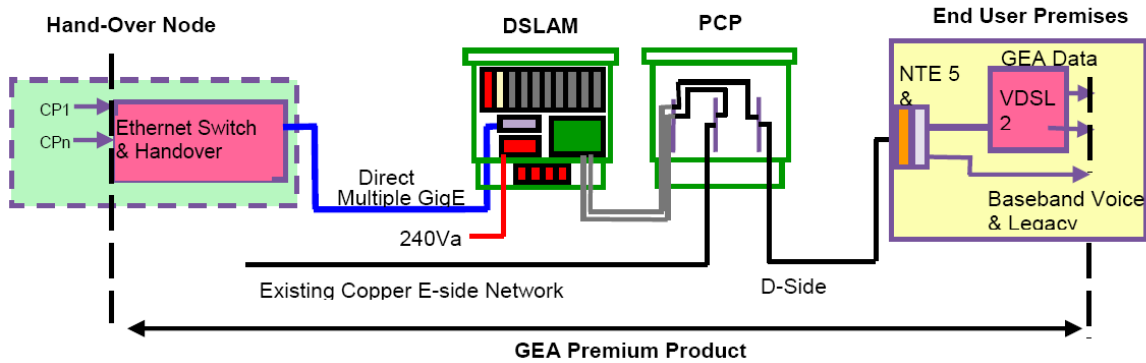 Hand-Over Node
DSLAM
PCP
End User Premises
CP1
CPn
Ethernet Switch
& Handover
Direct
Multiple GigE
240Va
Existing Copper E-side Network
D-Side
NTE 5
&
GEA Data
VDSL
2
Baseband Voice
& Legacy
GEA Premium Product